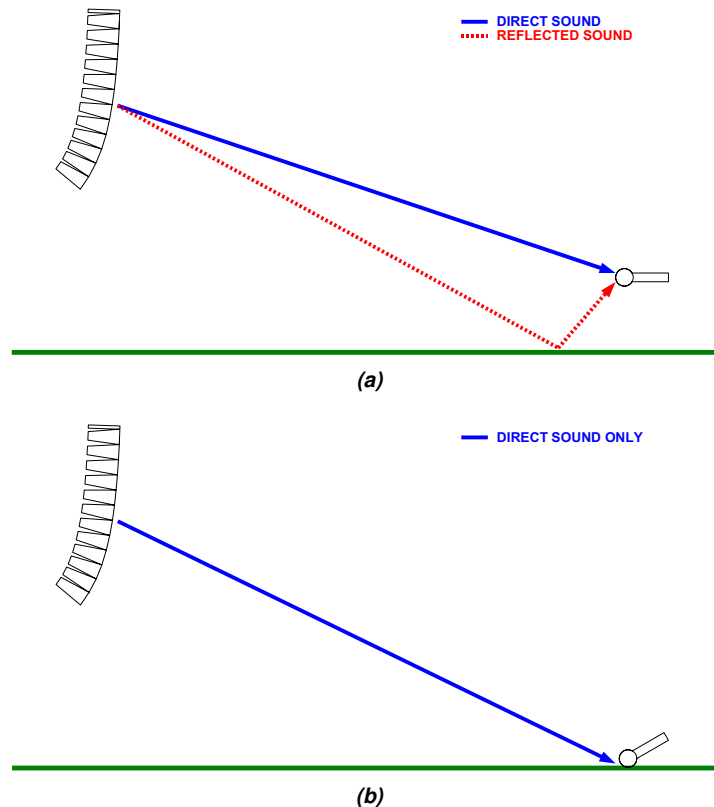 DIRECT SOUND
REFLECTED SOUND
(a)
DIRECT SOUND ONLY
(b)